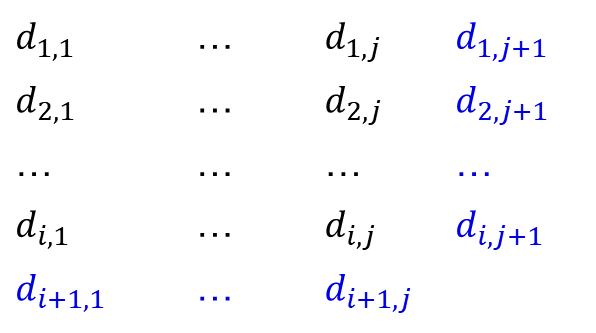 d₁,₁ … d₁,ⱼ d₁,ⱼ₊₁
d₂,₁ … d₂,ⱼ d₂,ⱼ₊₁
… … … …
dᵢ,₁ … dᵢ,ⱼ dᵢ,ⱼ₊₁
dᵢ₊₁,₁ … dᵢ₊₁,ⱼ